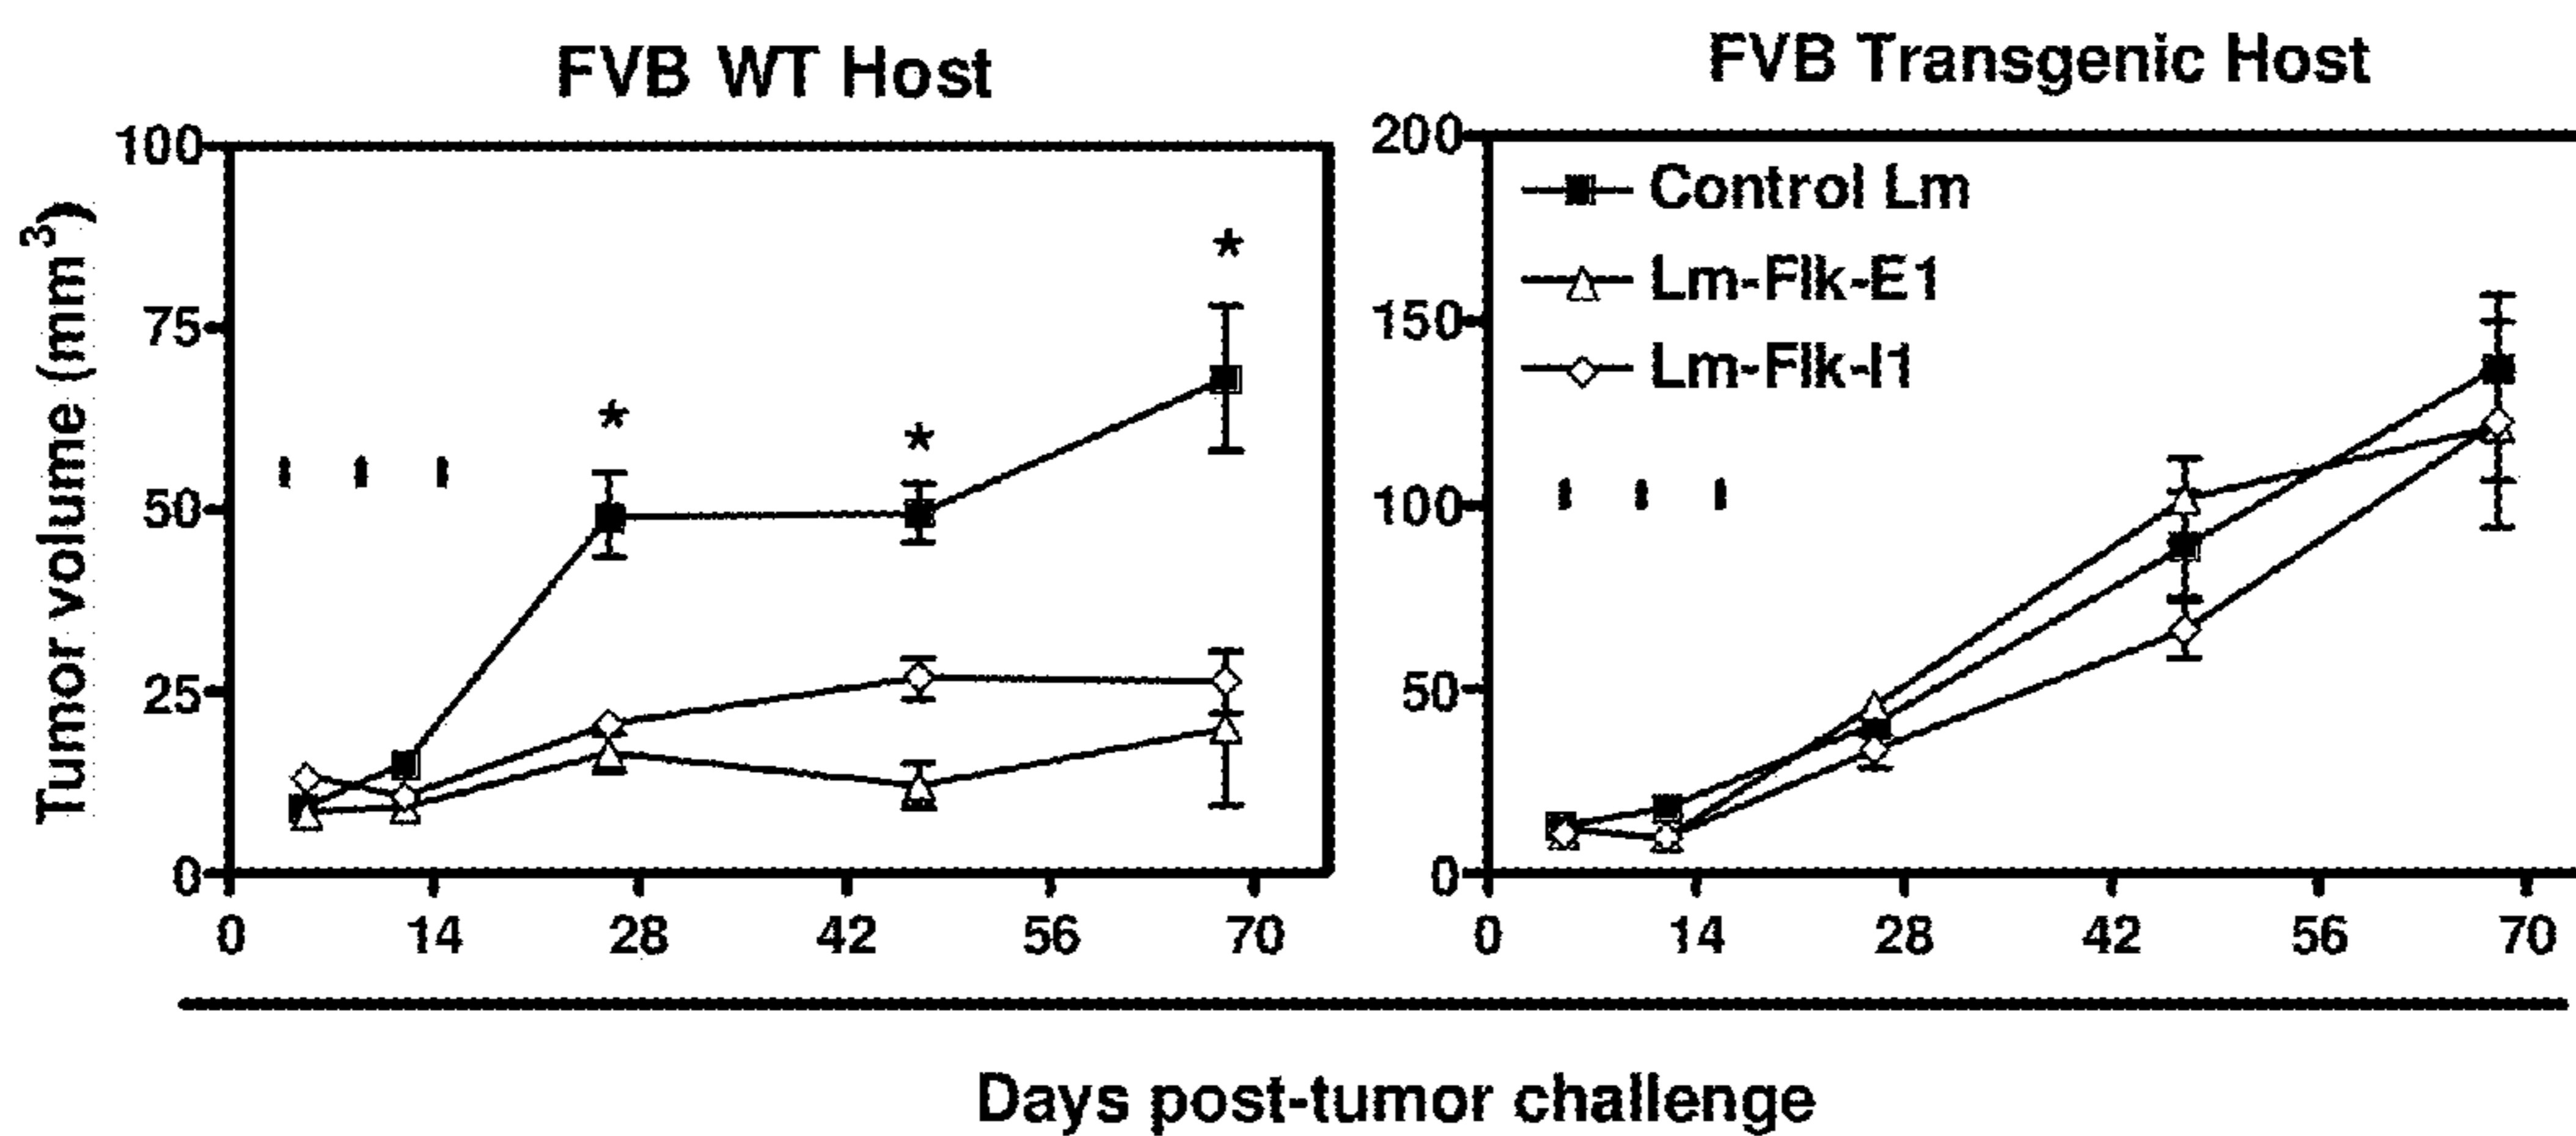 FVB WT Host
Tumor volume (mm³)
100
75
50
25
0
0 14 28 42 56 70
* * *
FVB Transgenic Host
200
150
100
50
0
Control Lm
Lm-Flk-E1
Lm-Flk-I1
0 14 28 42 56 70
Days post-tumor challenge